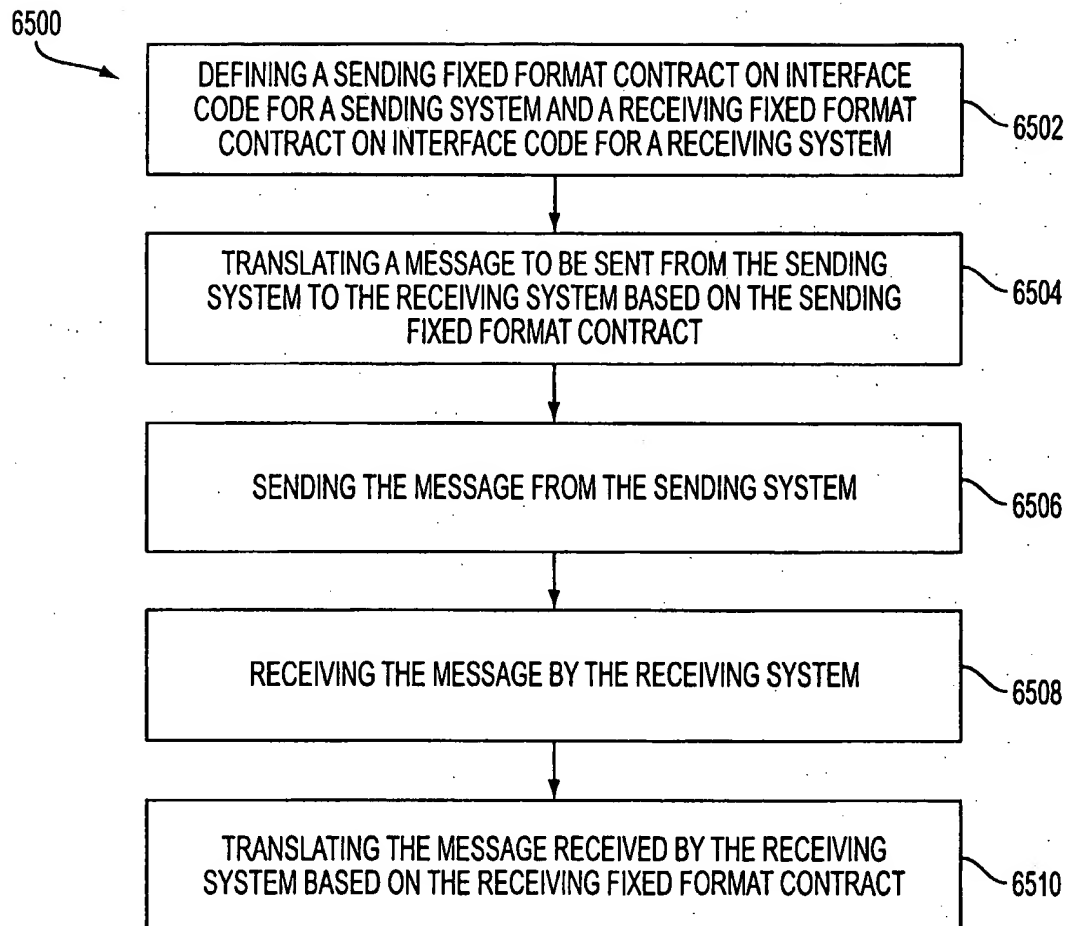 6500
DEFINING A SENDING FIXED FORMAT CONTRACT ON INTERFACE
CODE FOR A SENDING SYSTEM AND A RECEIVING FIXED FORMAT
CONTRACT ON INTERFACE CODE FOR A RECEIVING SYSTEM
6502
TRANSLATING A MESSAGE TO BE SENT FROM THE SENDING
SYSTEM TO THE RECEIVING SYSTEM BASED ON THE SENDING
FIXED FORMAT CONTRACT
6504
SENDING THE MESSAGE FROM THE SENDING SYSTEM
6506
RECEIVING THE MESSAGE BY THE RECEIVING SYSTEM
6508
TRANSLATING THE MESSAGE RECEIVED BY THE RECEIVING
SYSTEM BASED ON THE RECEIVING FIXED FORMAT CONTRACT
6510